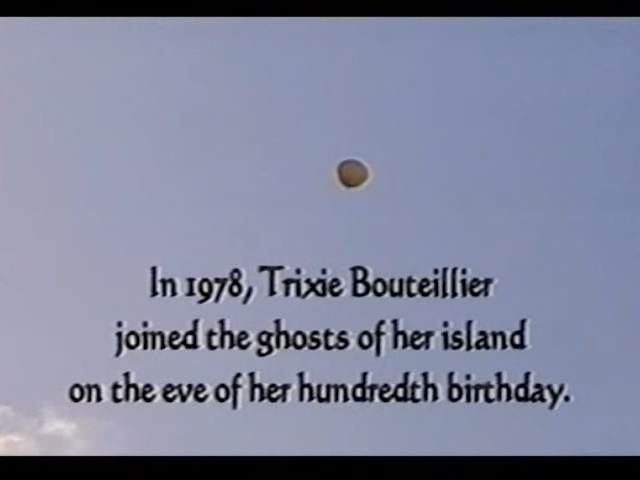 In 1978, Trixie Bouteillier
joined the ghosts of her island
on the eve of her hundredth birthday.